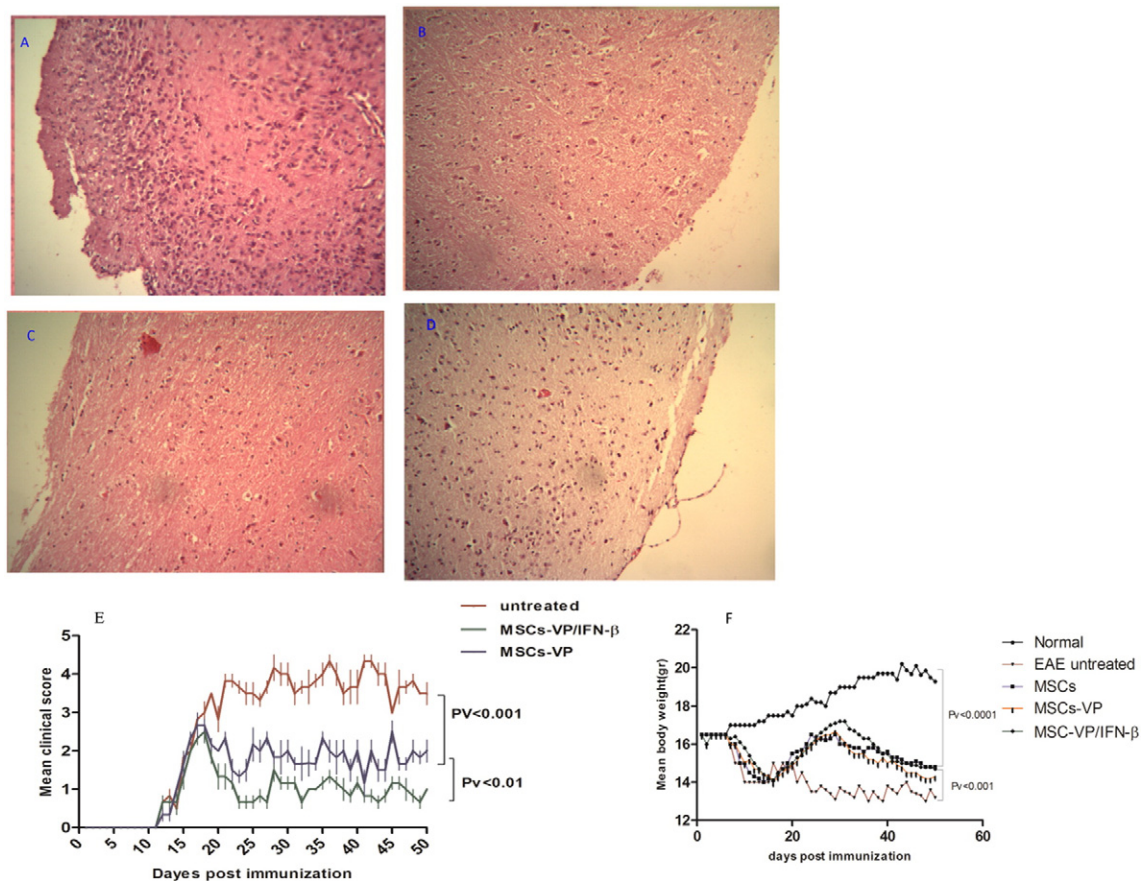 A
B
C
D
E
untreated
MSCs-VP/IFN-β
MSCs-VP
Mean clinical score
5
4
3
2
1
0
0 5 10 15 20 25 30 35 40 45 50
Dayes post immunization
PV<0.001
Pv<0.01
F
Normal
EAE untreated
MSCs
MSCs-VP
MSC-VP/IFN-β
Mean body weight(gr)
22
20
18
16
14
12
0 20 40 60
days post immunization
Pv<0.0001
Pv<0.001